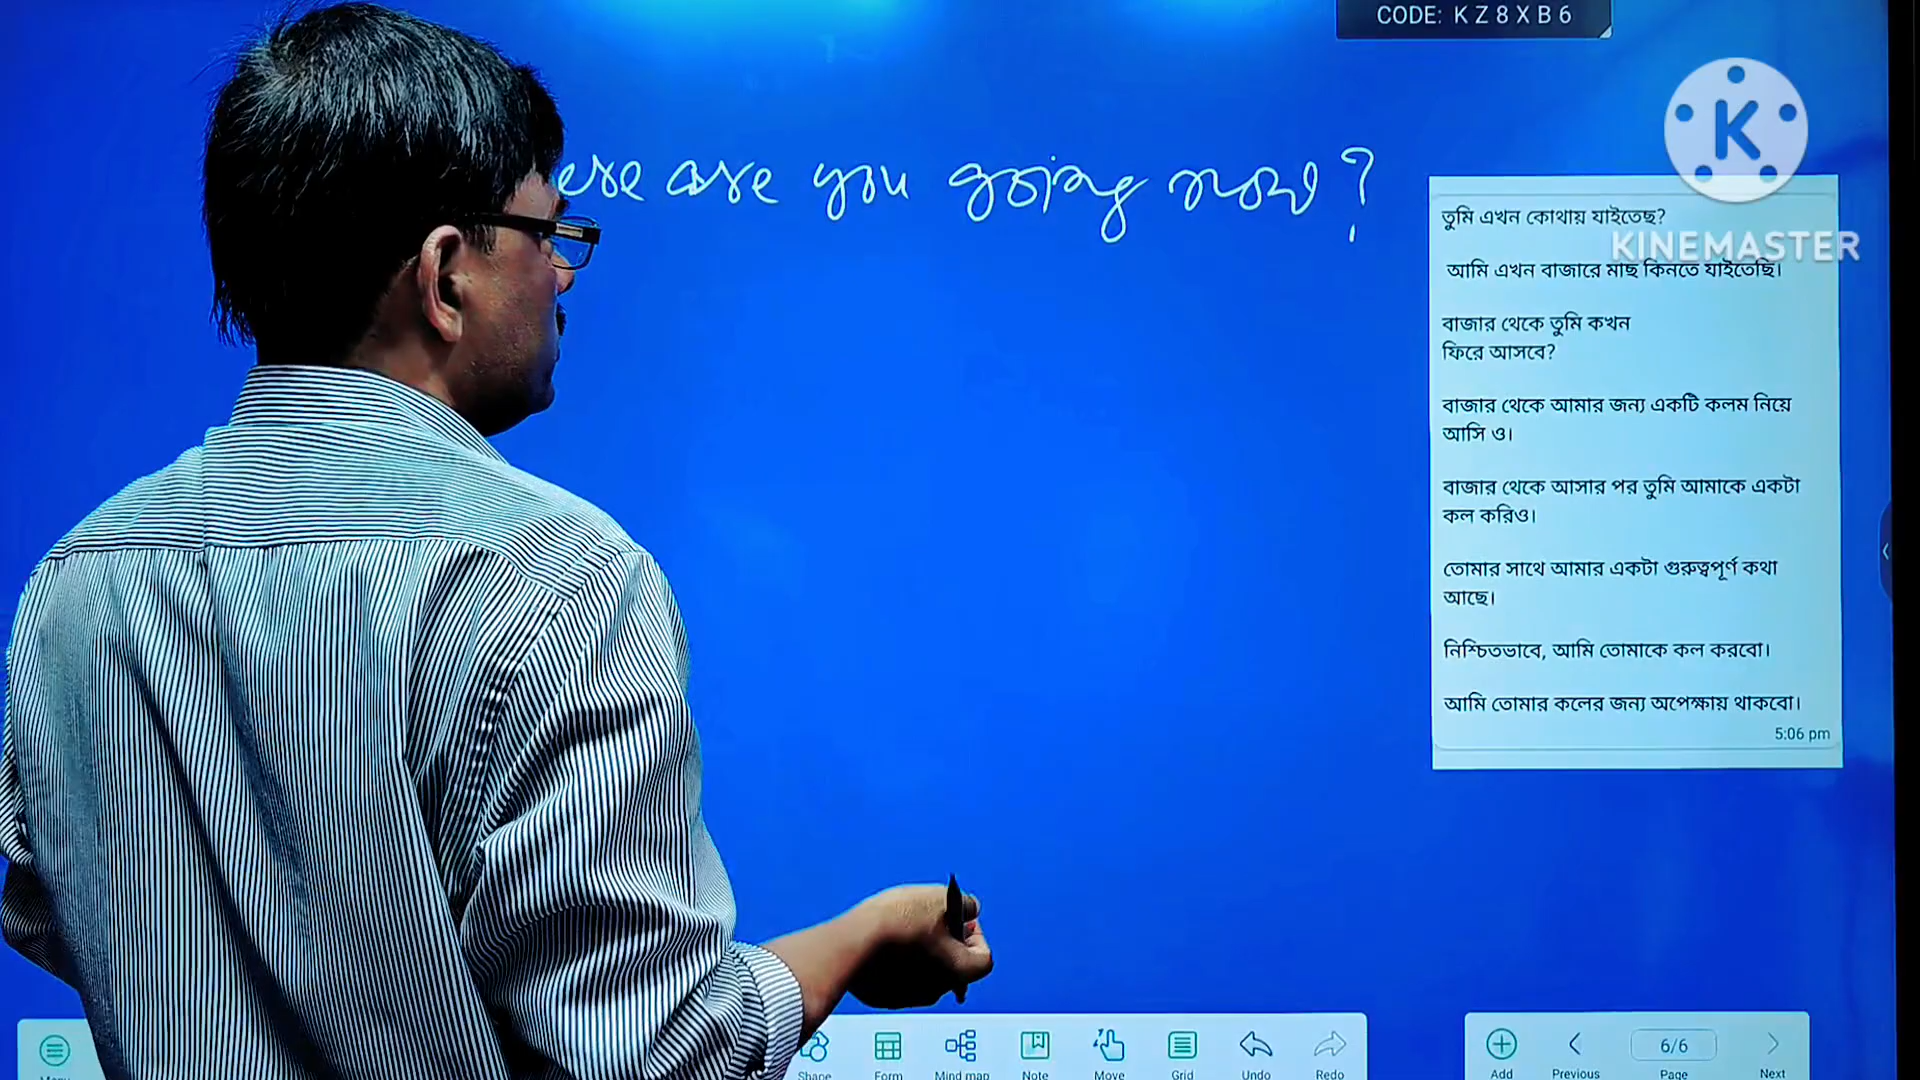 CODE: KZ8XB6
ere are you going now?
KINEMASTER
তুমি এখন কোথায় যাইতেছ?
আমি এখন বাজারে মাছ কিনতে যাইতেছি।
বাজার থেকে তুমি কখন
ফিরে আসবে?
বাজার থেকে আমার জন্য একটি কলম নিয়ে
আসি ও।
বাজার থেকে আসার পর তুমি আমাকে একটা
কল করিও।
তোমার সাথে আমার একটা গুরুত্বপূর্ণ কথা
আছে।
নিশ্চিতভাবে, আমি তোমাকে কল করবো।
আমি তোমার কলের জন্য অপেক্ষায় থাকবো।
5:06 pm
Shape Form Mind map Note Move Grid Undo Redo
6/6
Add Previous Page Next